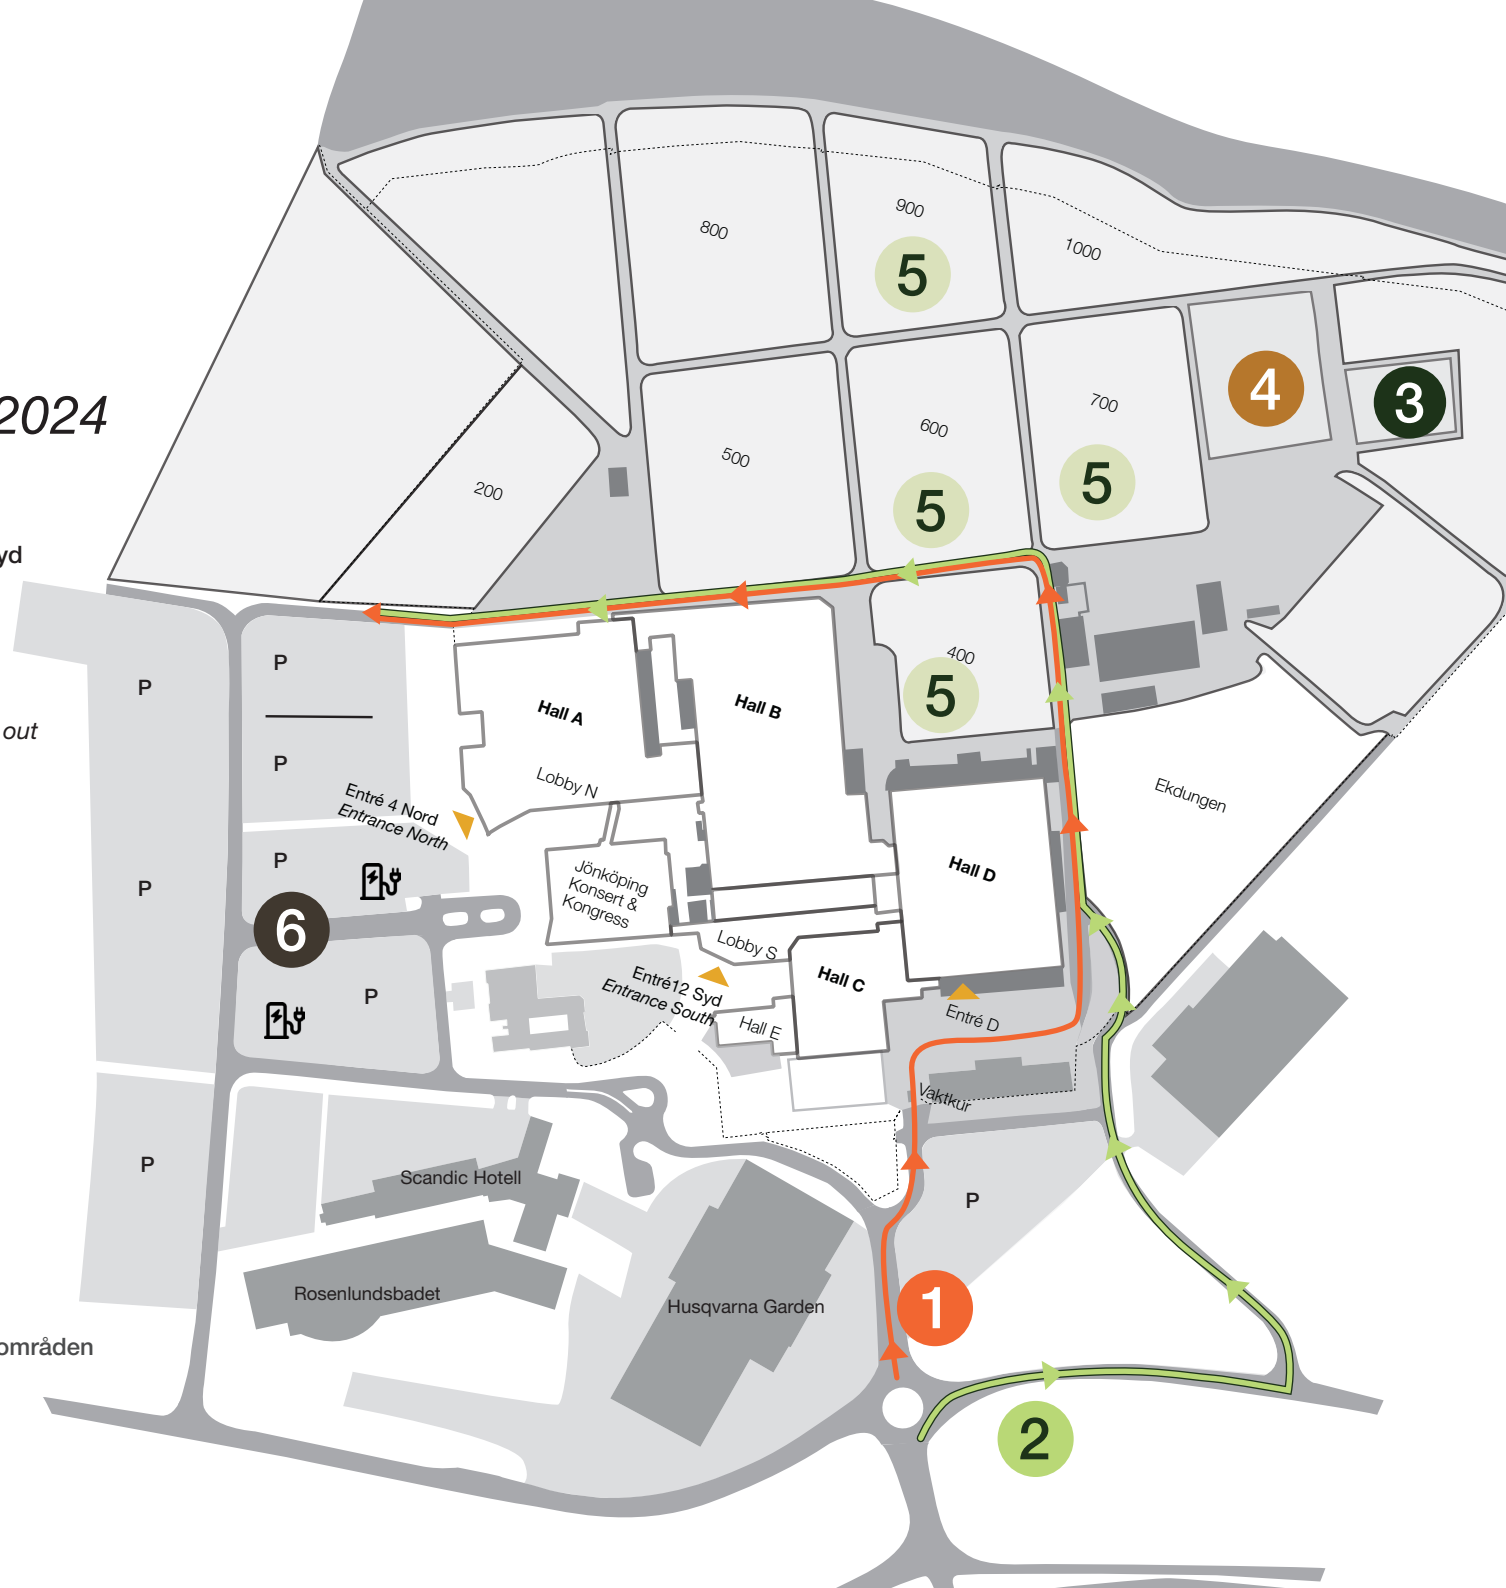 800
900
5
1000
2024
500
600
5
700
5
4
3
200
yd
out
P
P
P
P
P
P
P
400
5
Hall A
Hall B
Lobby N
Entré 4 Nord
Entrance North
Ekdungen
Hall D
Jönköping
Konsert &
Kongress
6
Lobby S
Hall C
Entré12 Syd
Entrance South
Hall E
Entré D
Vaktkur
Scandic Hotell
P
Rosenlundsbadet
Husqvarna Garden
1
områden
2